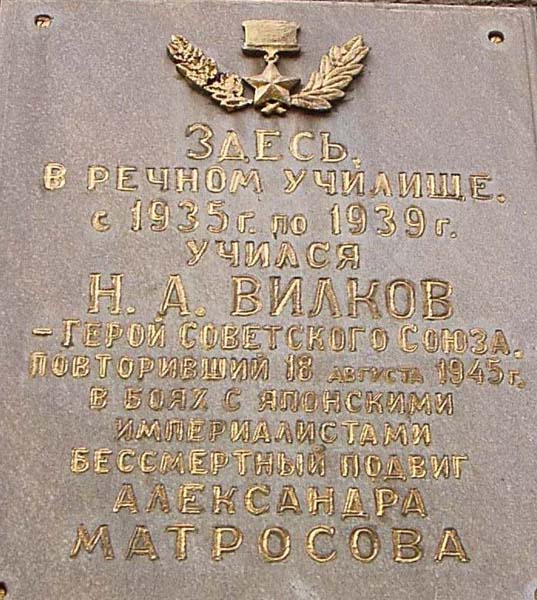 ЗДЕСЬ,
В РЕЧНОМ УЧИЛИЩЕ.
с 1935 г. по 1939 г.
УЧИЛСЯ
Н. А. ВИЛКОВ
– ГЕРОЙ СОВЕТСКОГО СОЮЗА.
ПОВТОРИВШИЙ 18 АВГУСТА 1945 г.
В БОЯХ С ЯПОНСКИМИ
ИМПЕРИАЛИСТАМИ
БЕССМЕРТНЫЙ ПОДВИГ
АЛЕКСАНДРА
МАТРОСОВА